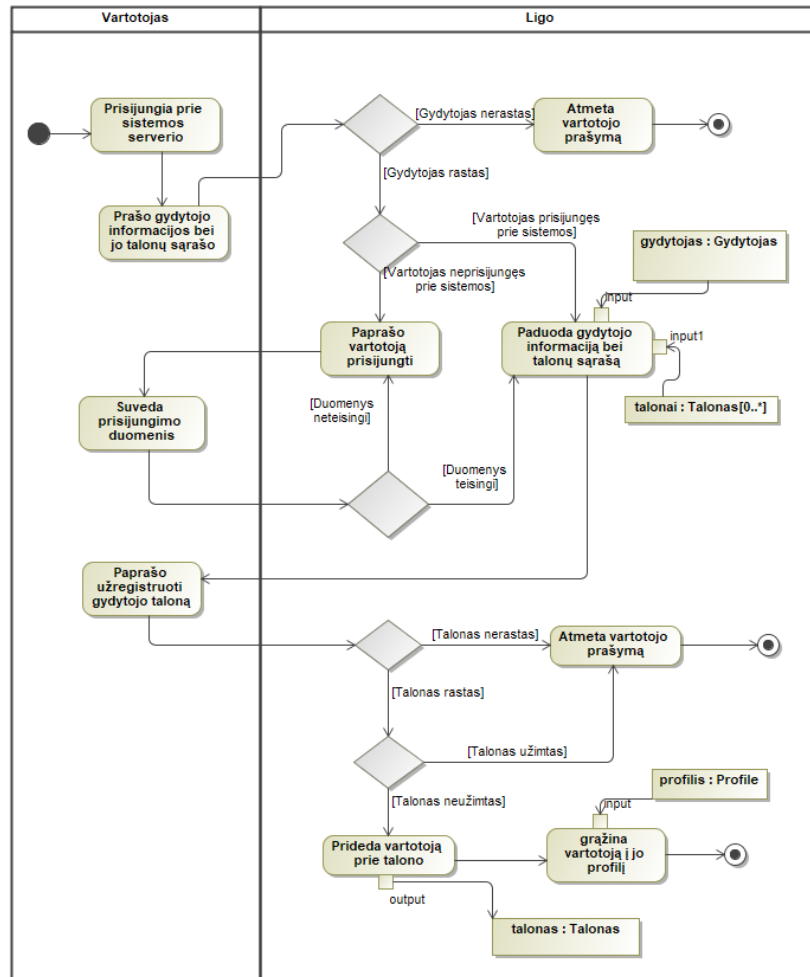 Vartotojas
Ligo
Prisijungia prie
sistemos
serverio
[Gydytojas nerastas]
Atmeta
vartotojo
prašymą
[Gydytojas rastas]
Prašo gydytojo
informacijos bei
jo talonų sąrašo
[Vartotojas prisijungęs
prie sistemos]
gydytojas : Gydytojas
[Vartotojas neprisijungęs
prie sistemos]
input
Paprašo
vartotoją
prisijungti
Paduoda gydytojo
informaciją bei
talonų sąrašą
input1
[Duomenys
neteisingi]
talonai : Talonas[0..*]
Suveda
prisijungimo
duomenis
[Duomenys
teisingi]
Paprašo
užregistruoti
gydytojo taloną
[Talonas nerastas]
Atmeta vartotojo
prašymą
[Talonas rastas]
[Talonas užimtas]
profilis : Profile
[Talonas neužimtas]
input
Prideda vartotoją
prie talono
grąžina
vartotoją į jo
profilį
output
talonas : Talonas